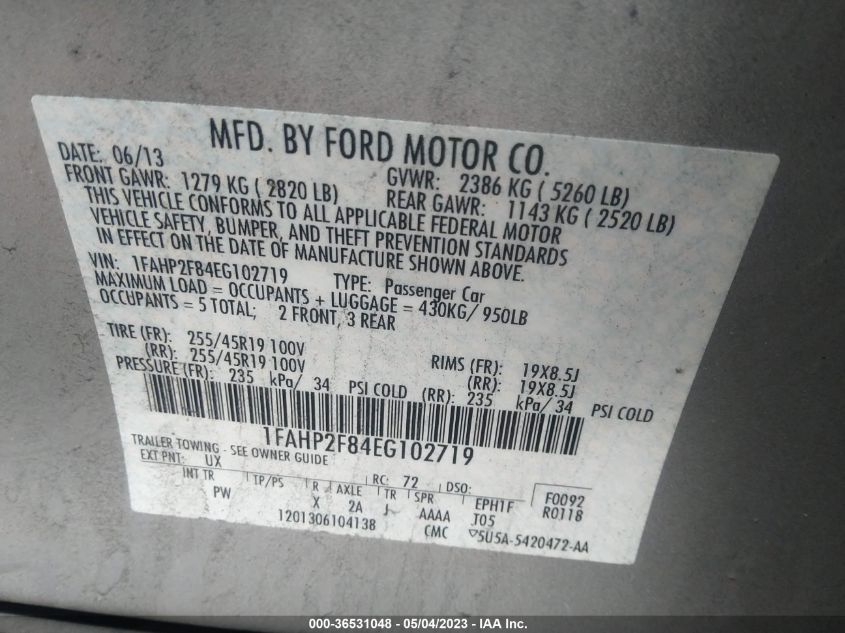 MFD. BY FORD MOTOR CO.
DATE: 06/13 GVWR: 2386 KG ( 5260 LB)
FRONT GAWR: 1279 KG ( 2820 LB) REAR GAWR: 1143 KG ( 2520 LB)
THIS VEHICLE CONFORMS TO ALL APPLICABLE FEDERAL MOTOR
VEHICLE SAFETY, BUMPER, AND THEFT PREVENTION STANDARDS
IN EFFECT ON THE DATE OF MANUFACTURE SHOWN ABOVE.
VIN: 1FAHP2F84EG102719 TYPE: Passenger Car
MAXIMUM LOAD = OCCUPANTS + LUGGAGE = 430KG/ 950LB
OCCUPANTS = 5 TOTAL; 2 FRONT, 3 REAR
TIRE (FR): 255/45R19 100V RIMS (FR): 19X8.5J
(RR): 255/45R19 100V (RR): 19X8.5J
PRESSURE (FR): 235 kPa/ 34 PSI COLD (RR): 235 kPa/ 34 PSI COLD
1FAHP2F84EG102719
TRAILER TOWING - SEE OWNER GUIDE
EXT PNT: UX RC: 72 DSO: F0092
INT TR TP/PS R AXLE TR SPR EPH1F R0118
PW X 2A J AAAA T05
1201306104138 CMC 5U5A-5420472-AA
000-36531048 - 05/04/2023 - IAA Inc.